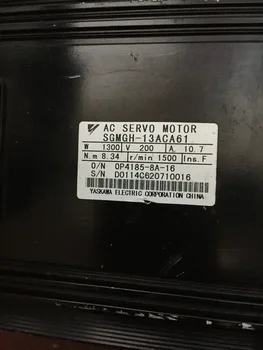 AC SERVO MOTOR
SGMGH-13ACA61
W 1300 V 200 A 10.7
N.m 8.34 r/min 1500 Ins. F
O/N 0P4185-8A-16
S/N D0114C620710016
YASKAWA ELECTRIC CORPORATION CHINA